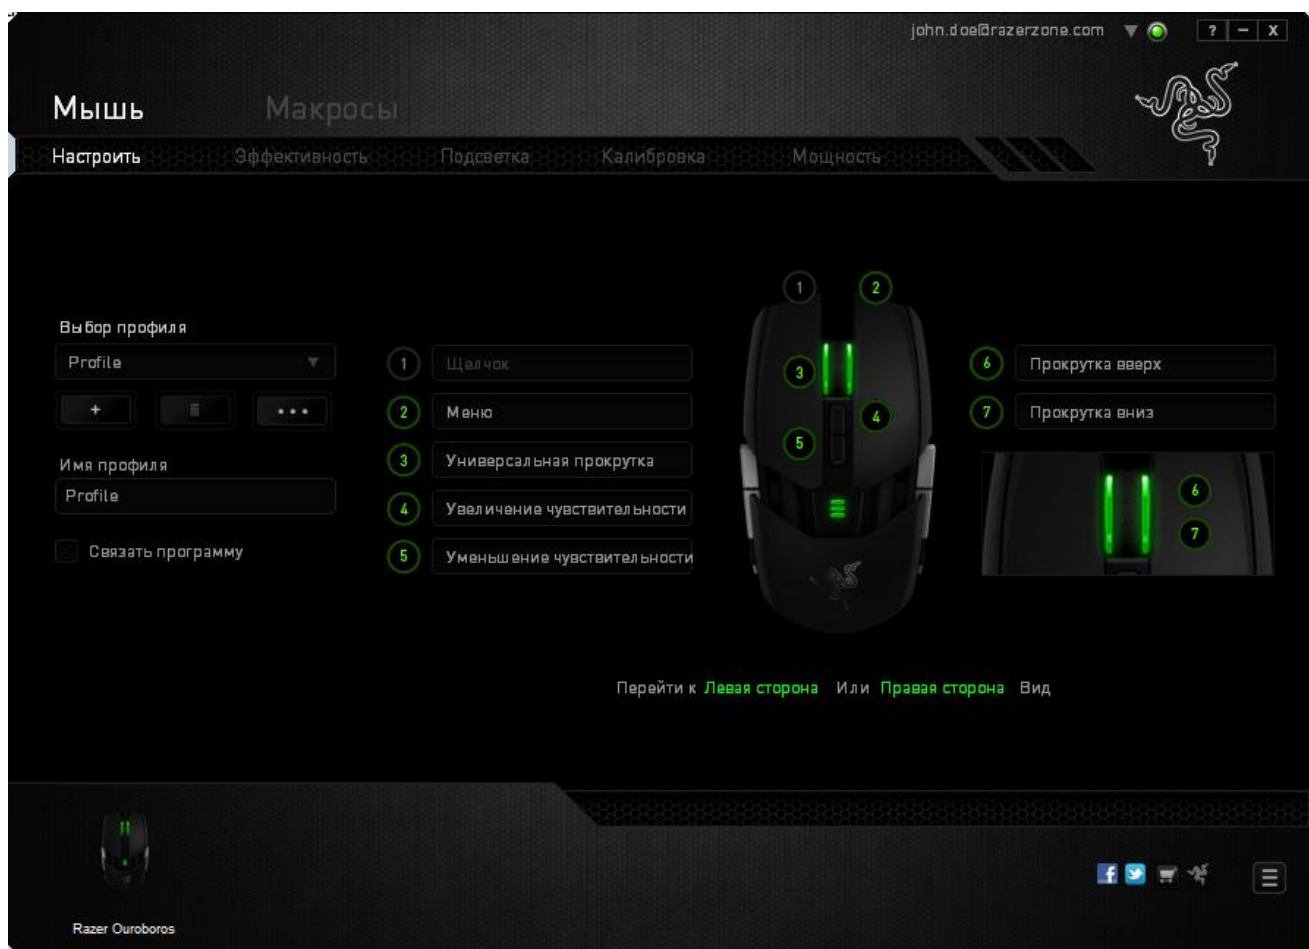 john.doe@razerzone.com
? – X
Мышь Макросы
Настроить Эффективность Подсветка Калибровка Мощность
1 2
Выбор профиля
Profile
1 Щелчок
3
6 Прокрутка вверх
+ •••
2 Меню
4
7 Прокрутка вниз
5
Имя профиля
3 Универсальная прокрутка
Profile
6
4 Увеличение чувствительности
7
Связать программу
5 Уменьшение чувствительности
Перейти к Левая сторона Или Правая сторона Вид
f
Razer Ouroboros